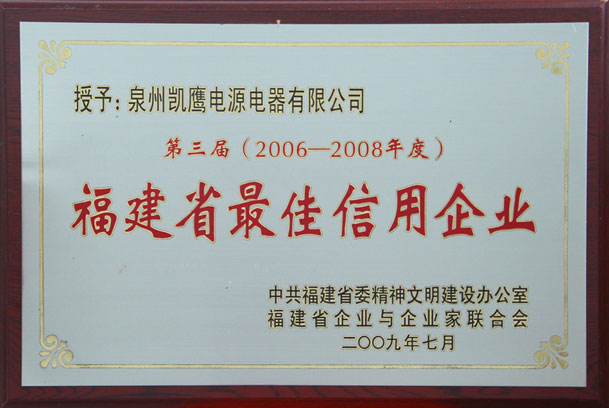 授予：泉州凯鹰电源电器有限公司
第三届（2006—2008年度）
福建省最佳信用企业
中共福建省委精神文明建设办公室
福建省企业与企业家联合会
二〇〇九年七月